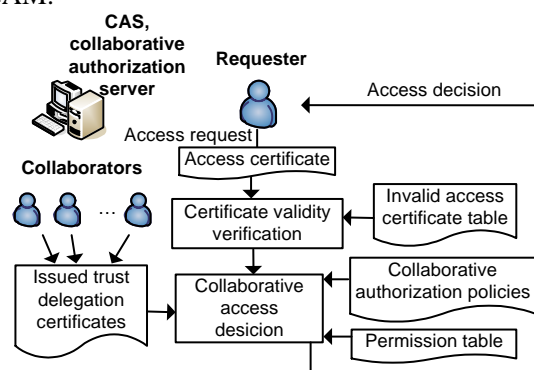 CAS,
collaborative
authorization
server
Requester
Access decision
Access request
Access certificate
Collaborators
...
Certificate validity
verification
Invalid access
certificate table
Issued trust
delegation
certificates
Collaborative
access
desicion
Collaborative
authorization policies
Permission table